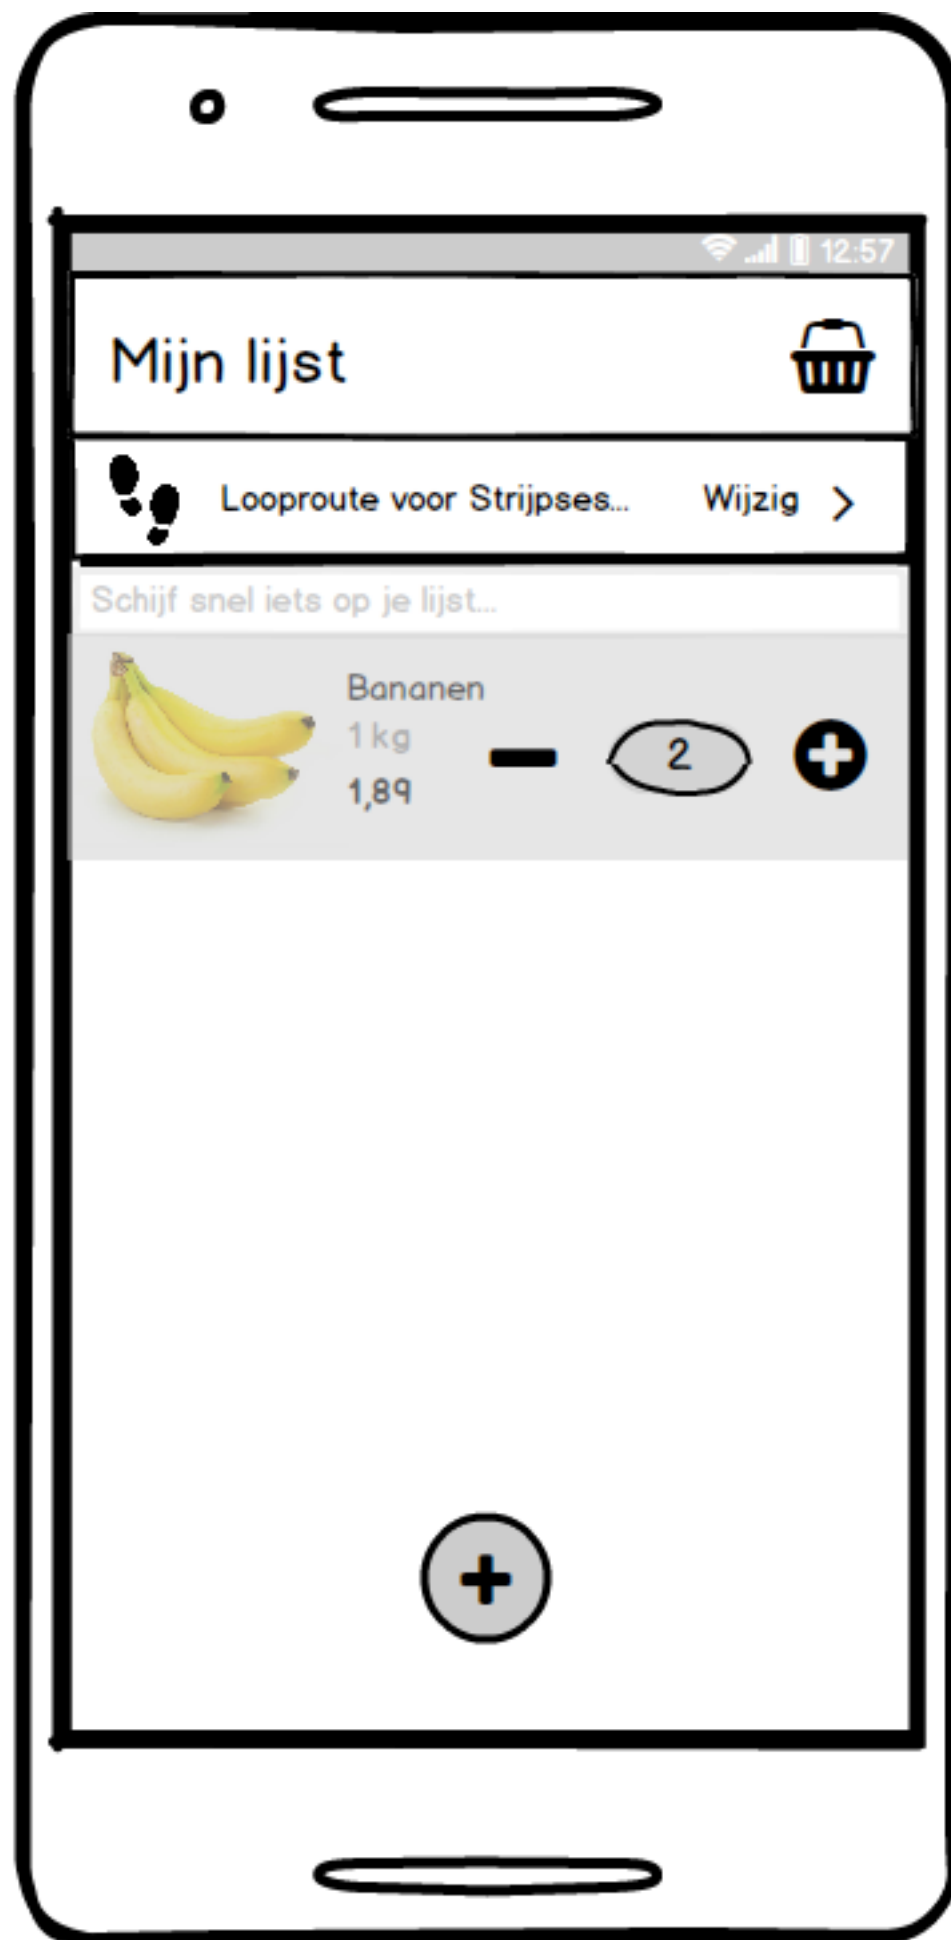 12:57
Mijn lijst
Looproute voor Strijpses... Wijzig
Schijf snel iets op je lijst...
Bananen
1 kg
2
1,89